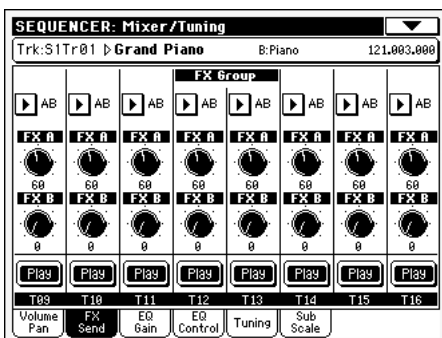 SEQUENCER: Mixer/Tuning
Trk:S1Tr01 Grand Piano B:Piano 121.003.000
FX Group
AB AB AB AB AB AB AB AB
FX A FX A FX A FX A FX A FX A FX A FX A
60 60 60 60 60 60 60 60
FX B FX B FX B FX B FX B FX B FX B FX B
0 0 0 0 0 0 0 0
Play Play Play Play Play Play Play Play
T09 T10 T11 T12 T13 T14 T15 T16
Volume Pan FX Send EQ Gain EQ Control Tuning Sub Scale